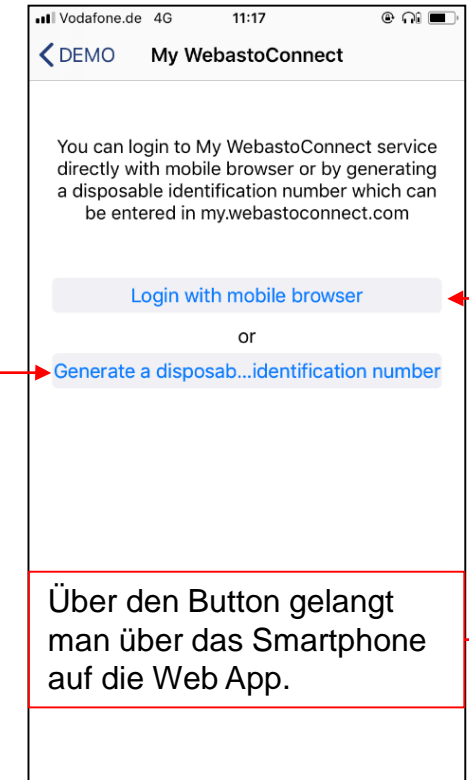 Vodafone.de 4G 11:17
DEMO My WebastoConnect
You can login to My WebastoConnect service
directly with mobile browser or by generating
a disposable identification number which can
be entered in my.webastoconnect.com
Login with mobile browser
or
Generate a disposab...identification number
Über den Button gelangt
man über das Smartphone
auf die Web App.